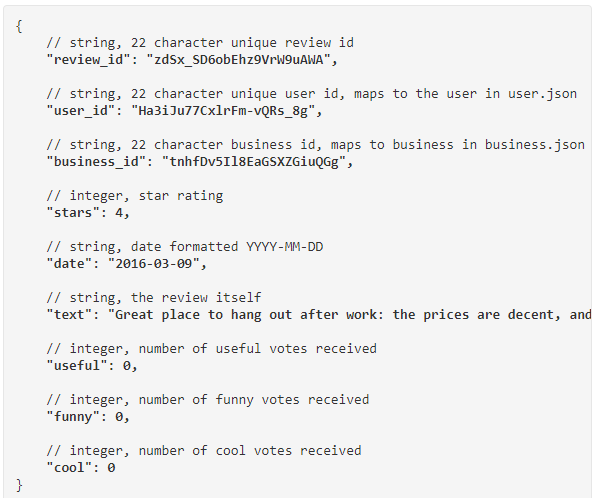 {
// string, 22 character unique review id
"review_id": "zdSx_SD6obEhz9VrW9uAWA",
// string, 22 character unique user id, maps to the user in user.json
"user_id": "Ha3iJu77CxlrFm-vQRs_8g",
// string, 22 character business id, maps to business in business.json
"business_id": "tnhfDv5Il8EaGSXZGiuQGg",
// integer, star rating
"stars": 4,
// string, date formatted YYYY-MM-DD
"date": "2016-03-09",
// string, the review itself
"text": "Great place to hang out after work: the prices are decent, and
// integer, number of useful votes received
"useful": 0,
// integer, number of funny votes received
"funny": 0,
// integer, number of cool votes received
"cool": 0
}